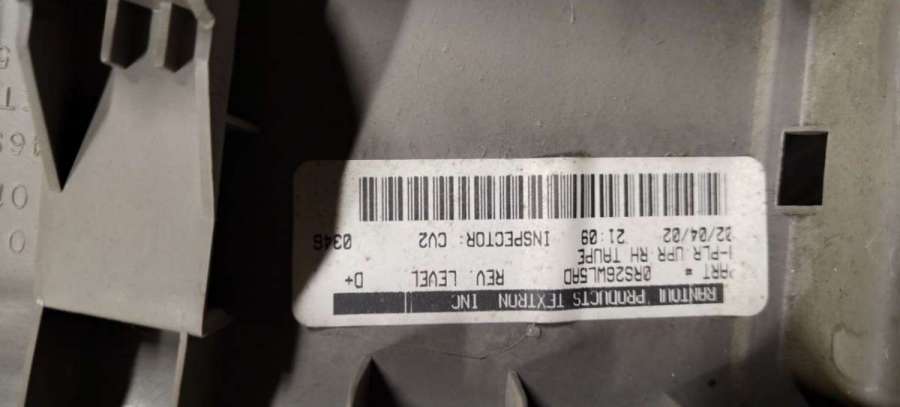 RANTOUL PRODUCTS TEXTRON INC
PART # 0RS26WL5AD REV. LEVEL D+
-PLR UPR RH TAUPE
02/04/02 21:09 INSPECTOR: CV2 0346